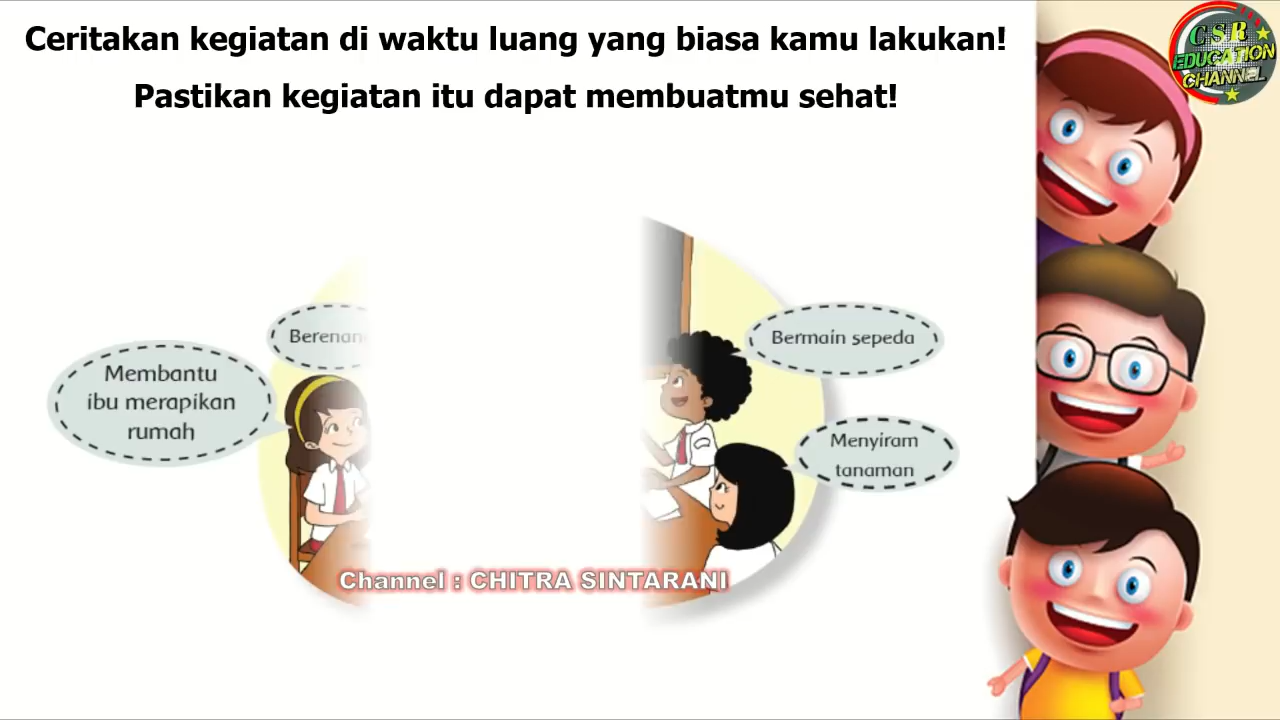 Ceritakan kegiatan di waktu luang yang biasa kamu lakukan!
Pastikan kegiatan itu dapat membuatmu sehat!
CSR
EDUCATION
CHANNEL
Berenan
Bermain sepeda
Membantu
ibu merapikan
rumah
Menyiram
tanaman
Channel : CHITRA SINTARANI